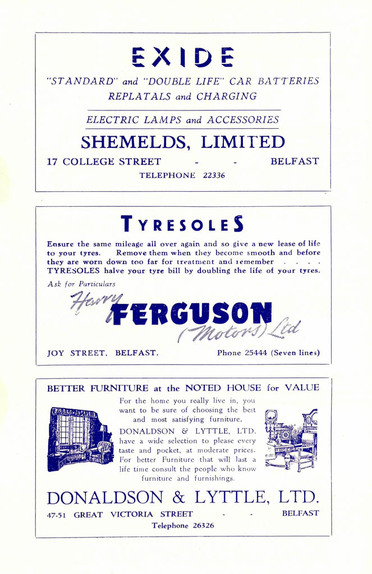 EXIDE
"STANDARD" and "DOUBLE LIFE" CAR BATTERIES
REPLATALS and CHARGING
ELECTRIC LAMPS and ACCESSORIES
SHEMELDS, LIMITED
17 COLLEGE STREET - - BELFAST
TELEPHONE 22336
TYRESOLES
Ensure the same mileage all over again and so give a new lease of life
to your tyres. Remove them when they become smooth and before
they are worn down too far for treatment and remember . . . .
TYRESOLES halve your tyre bill by doubling the life of your tyres.
Ask for Particulars
Harry
FERGUSON
(Motors) Ltd
JOY STREET, BELFAST. Phone 25444 (Seven lines)
BETTER FURNITURE at the NOTED HOUSE for VALUE
For the home you really live in, you
want to be sure of choosing the best
and most satisfying furniture.
DONALDSON & LYTTLE, LTD.
have a wide selection to please every
taste and pocket, at moderate prices.
For better Furniture that will last a
life time consult the people who know
furniture and furnishings.
DONALDSON & LYTTLE, LTD.
47-51 GREAT VICTORIA STREET - - BELFAST
Telephone 26326